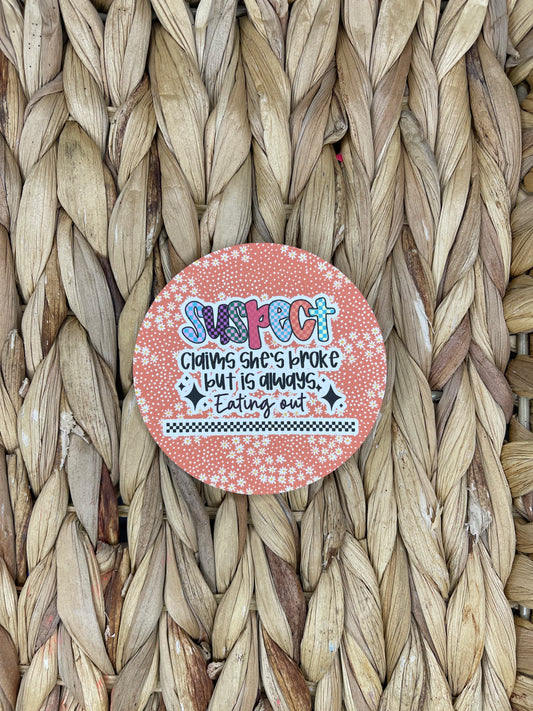 suspect
Claims she's broke
but is always
Eating out